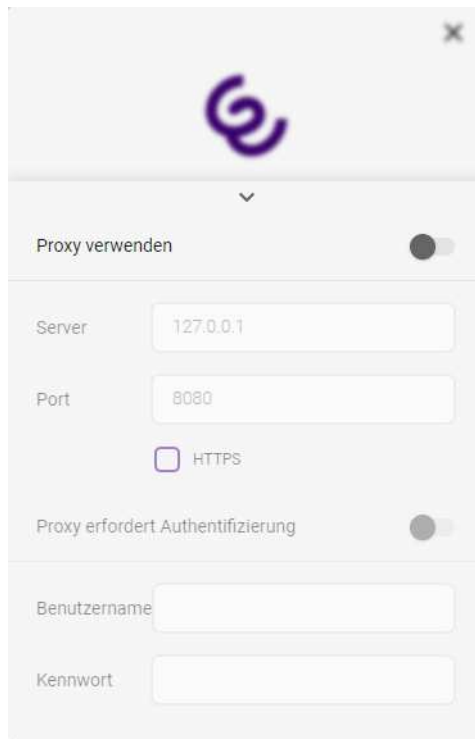 Proxy verwenden
Server 127.0.0.1
Port 8080
HTTPS
Proxy erfordert Authentifizierung
Benutzername
Kennwort